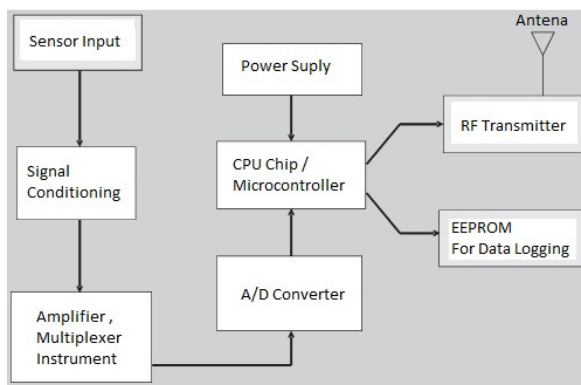 Sensor Input
Signal
Conditioning
Amplifier ,
Multiplexer
Instrument
Power Suply
CPU Chip /
Microcontroller
A/D Converter
Antena
RF Transmitter
EEPROM
For Data Logging